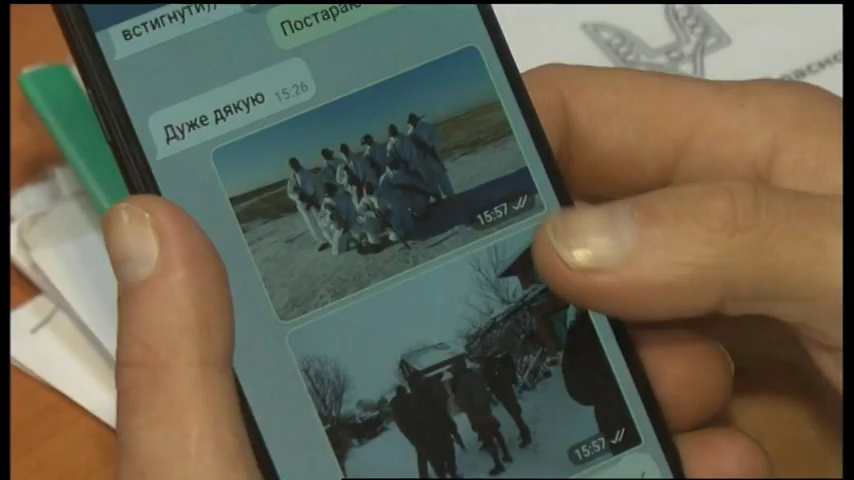 встигнути),
Постараю
Дуже дякую 15:26
15:57
15:57